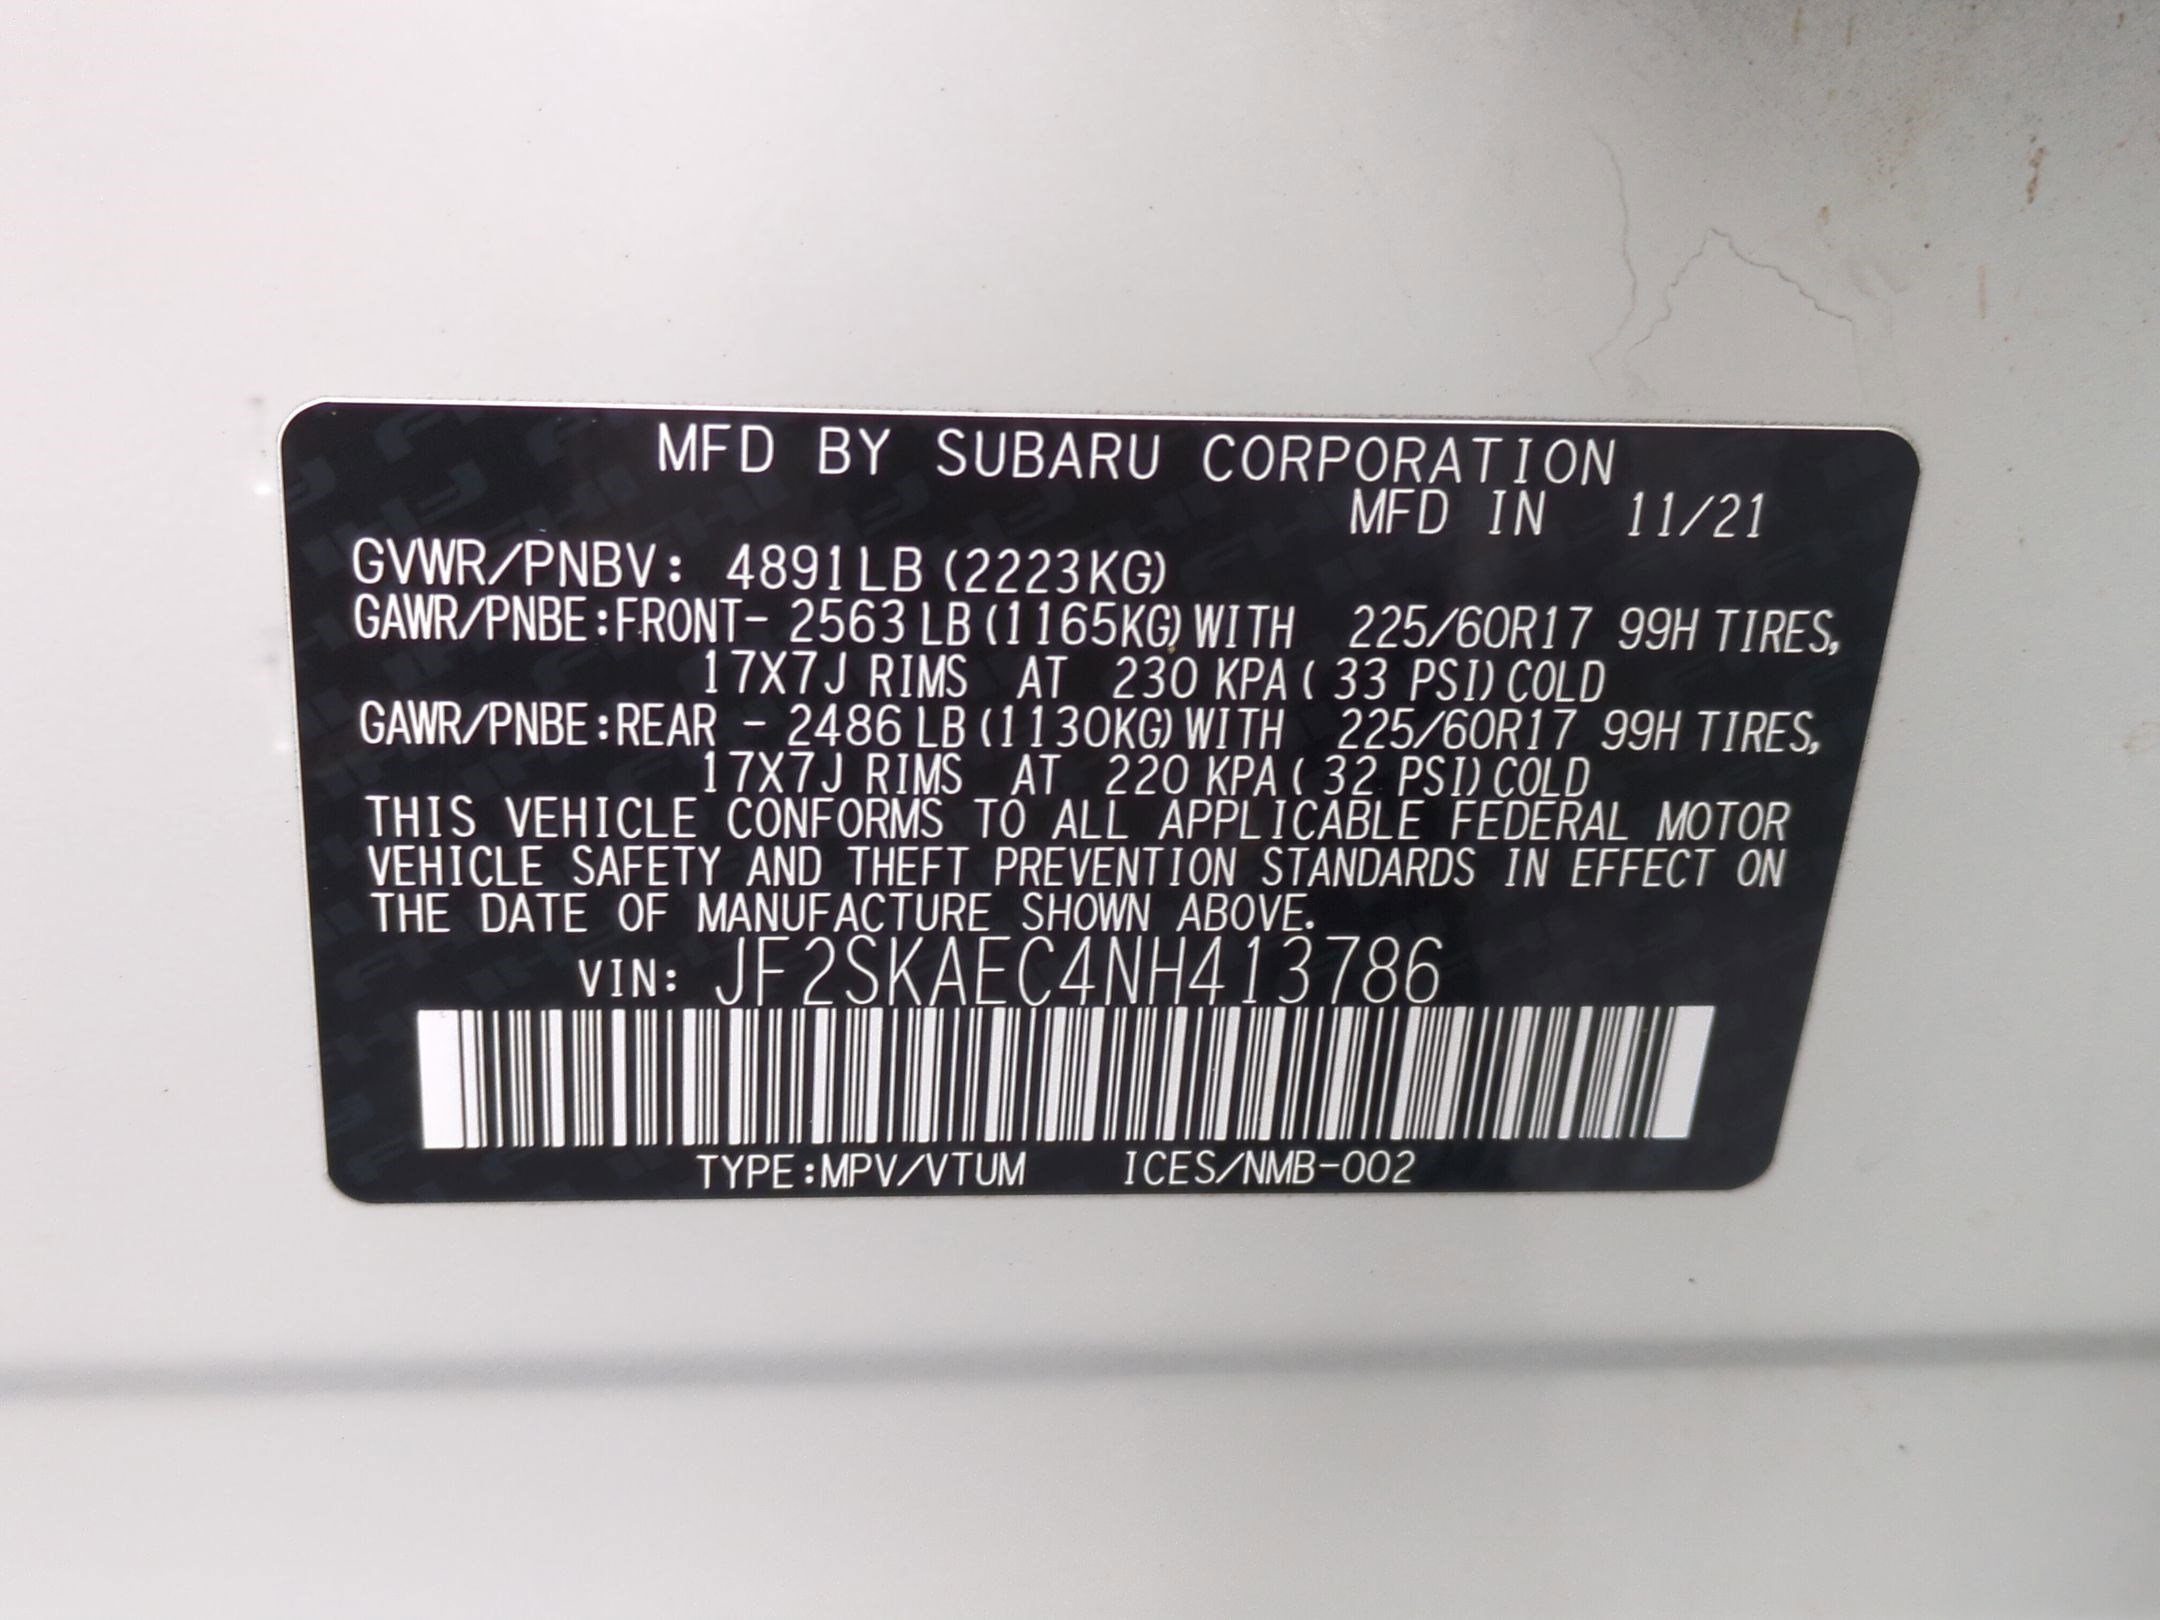 MFD BY SUBARU CORPORATION
MFD IN 11/21
GVWR/PNBV: 4891LB (2223KG)
GAWR/PNBE:FRONT- 2563 LB (1165KG) WITH 225/60R17 99H TIRES,
17X7J RIMS AT 230 KPA ( 33 PSI) COLD
GAWR/PNBE:REAR - 2486 LB (1130KG) WITH 225/60R17 99H TIRES,
17X7J RIMS AT 220 KPA ( 32 PSI) COLD
THIS VEHICLE CONFORMS TO ALL APPLICABLE FEDERAL MOTOR
VEHICLE SAFETY AND THEFT PREVENTION STANDARDS IN EFFECT ON
THE DATE OF MANUFACTURE SHOWN ABOVE.
VIN: JF2SKAEC4NH413786
TYPE:MPV/VTUM ICES/NMB-002